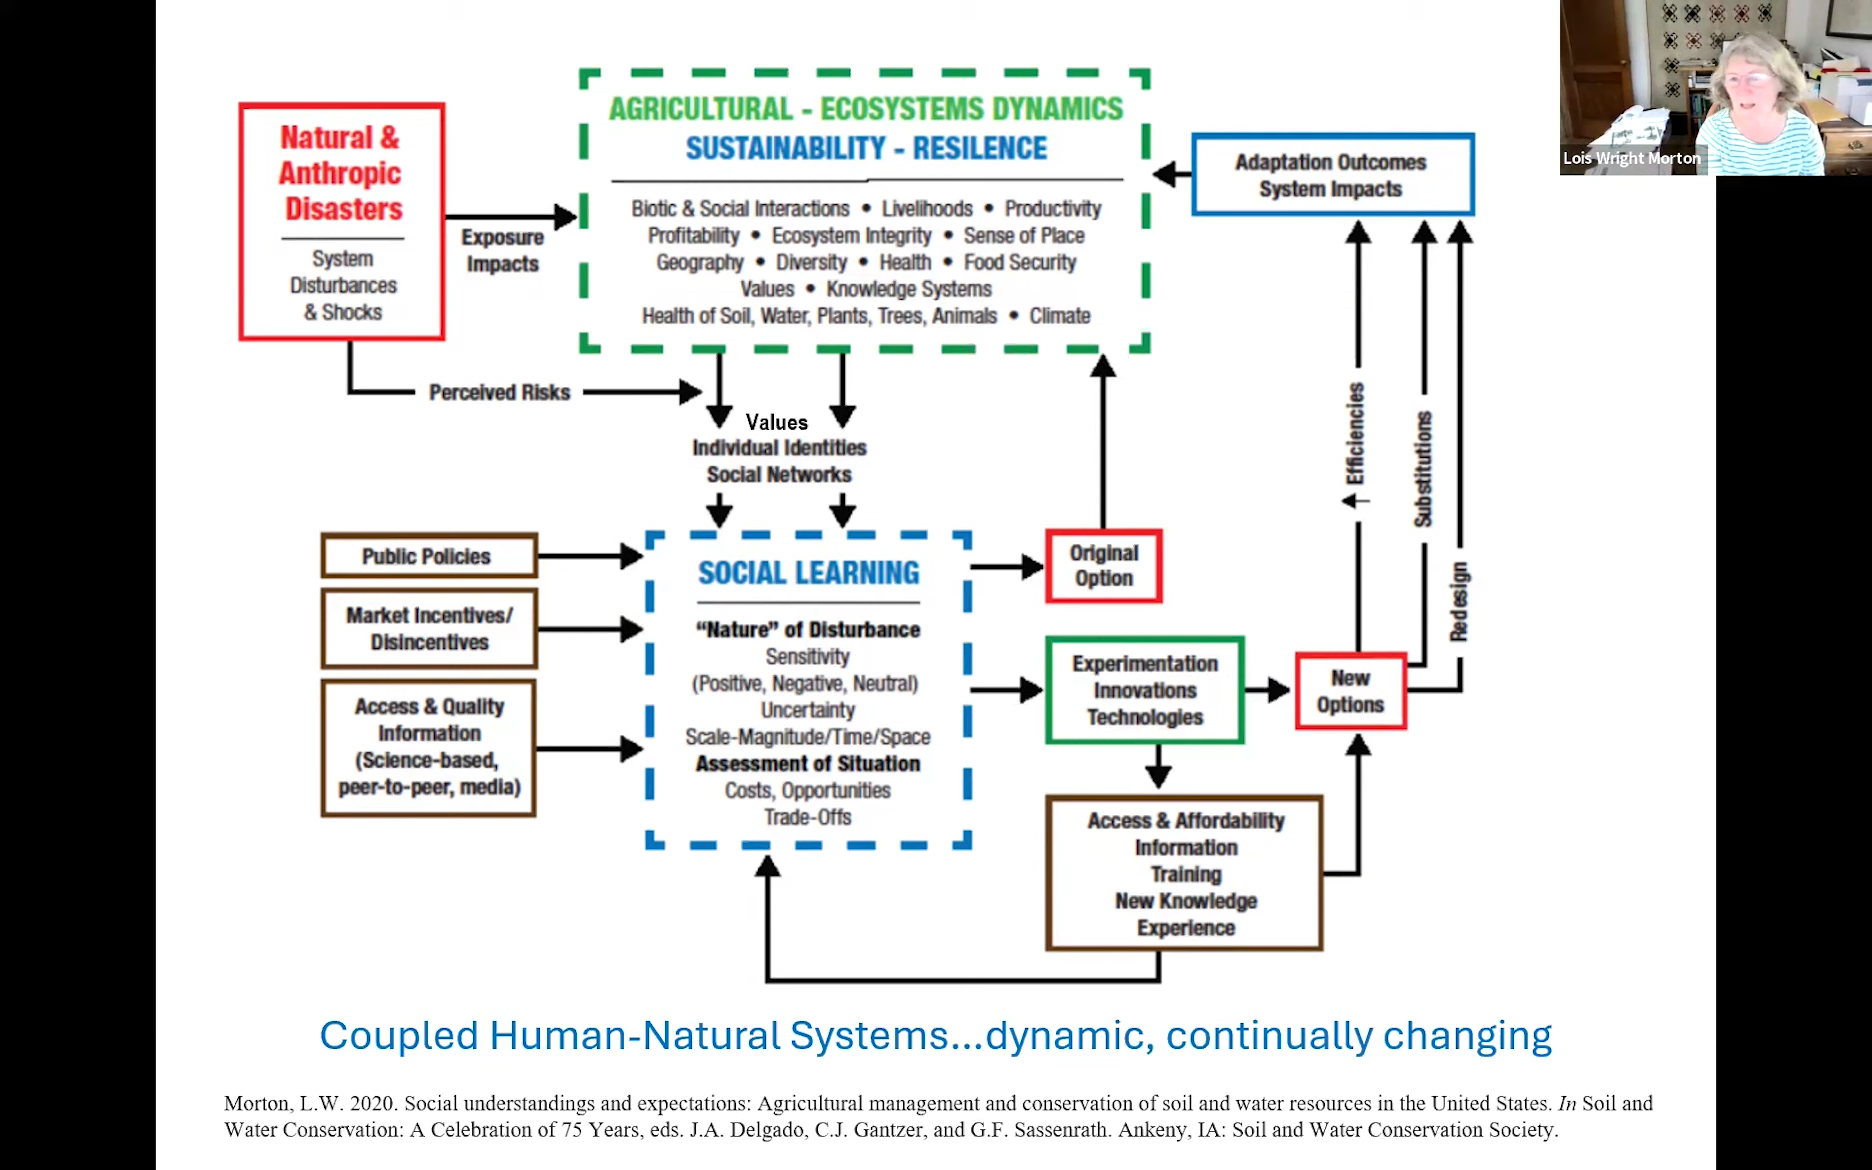 Lois Wright Morton
Natural &
Anthropic
Disasters
System
Disturbances
& Shocks
Exposure
Impacts
AGRICULTURAL - ECOSYSTEMS DYNAMICS
SUSTAINABILITY - RESILENCE
Biotic & Social Interactions • Livelihoods • Productivity
Profitability • Ecosystem Integrity • Sense of Place
Geography • Diversity • Health • Food Security
Values • Knowledge Systems
Health of Soil, Water, Plants, Trees, Animals • Climate
Adaptation Outcomes
System Impacts
Perceived Risks
Values
Individual Identities
Social Networks
Efficiencies
Substitutions
Redesign
Public Policies
Market Incentives/
Disincentives
Access & Quality
Information
(Science-based,
peer-to-peer, media)
SOCIAL LEARNING
“Nature” of Disturbance
Sensitivity
(Positive, Negative, Neutral)
Uncertainty
Scale-Magnitude/Time/Space
Assessment of Situation
Costs, Opportunities
Trade-Offs
Original
Option
Experimentation
Innovations
Technologies
New
Options
Access & Affordability
Information
Training
New Knowledge
Experience
Coupled Human-Natural Systems...dynamic, continually changing
Morton, L.W. 2020. Social understandings and expectations: Agricultural management and conservation of soil and water resources in the United States. In Soil and
Water Conservation: A Celebration of 75 Years, eds. J.A. Delgado, C.J. Gantzer, and G.F. Sassenrath. Ankeny, IA: Soil and Water Conservation Society.